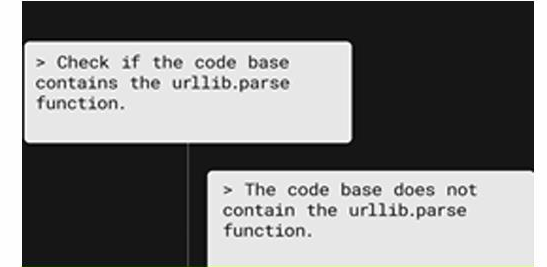 > Check if the code base
contains the urllib.parse
function.
> The code base does not
contain the urllib.parse
function.